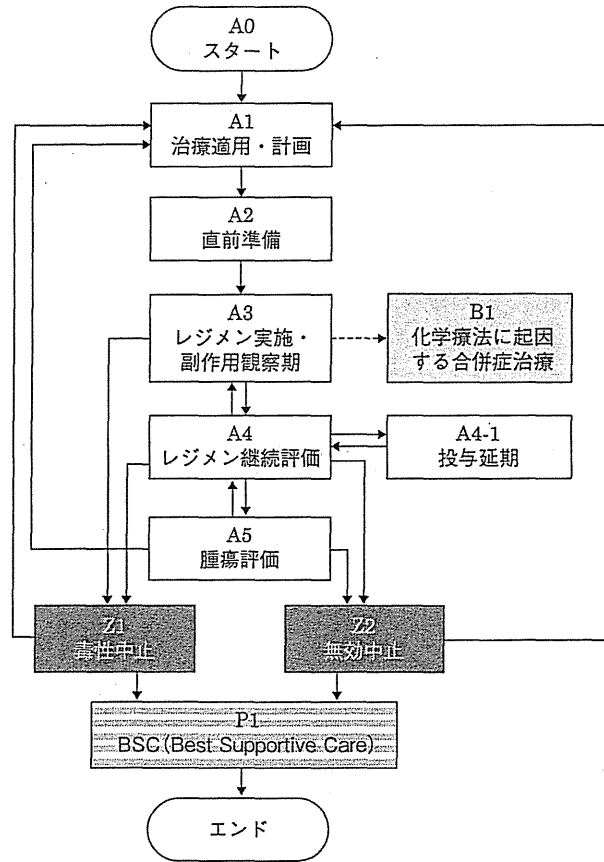 A0
スタート
A1
治療適用・計画
A2
直前準備
A3
レジメン実施・
副作用観察期
B1
化学療法に起因
する合併症治療
A4
レジメン継続評価
A4-1
投与延期
A5
腫瘍評価
Z1
毒性中止
Z2
無効中止
P1
BSC(Best Supportive Care)
エンド